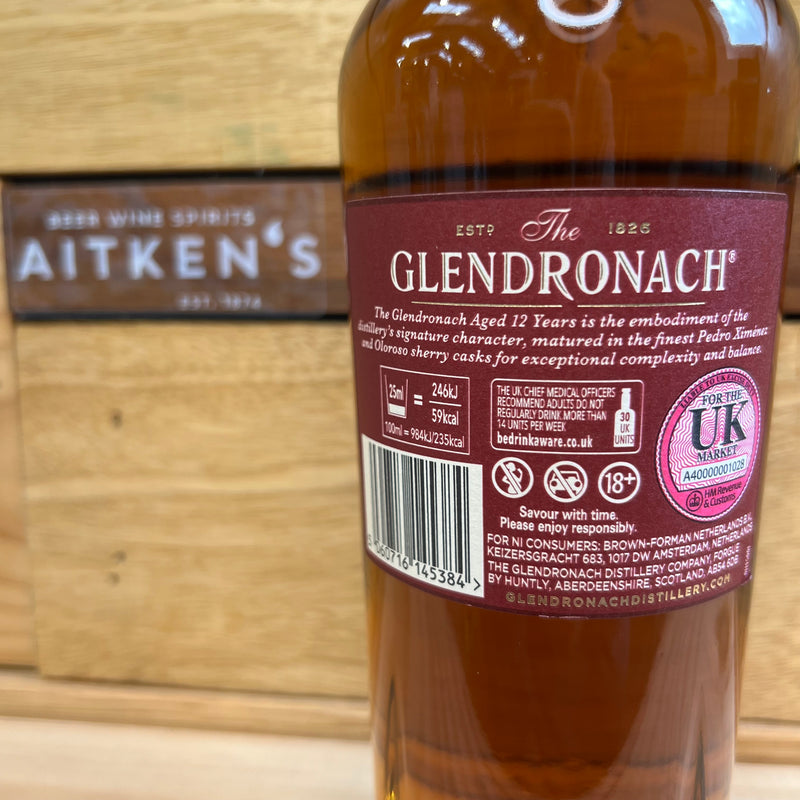 BEER WINE SPIRITS
AITKEN'S
EST. 1874
ESTD The 1826
GLENDRONACH®
The Glendronach Aged 12 Years is the embodiment of the
distillery's signature character, matured in the finest Pedro Ximénez
and Oloroso sherry casks for exceptional complexity and balance.
25ml = 246kJ
59kcal
100ml = 984kJ/235kcal
THE UK CHIEF MEDICAL OFFICERS
RECOMMEND ADULTS DO NOT
REGULARLY DRINK MORE THAN
14 UNITS PER WEEK
bedrinkaware.co.uk
30
UK
UNITS
FOR THE
UK
MARKET
A40000001028
HM Revenue
& Customs
18+
Savour with time.
Please enjoy responsibly.
5 060716 145384 >
FOR NI CONSUMERS: BROWN-FORMAN NETHERLANDS B.V.,
KEIZERSGRACHT 683, 1017 DW AMSTERDAM, NETHERLANDS
THE GLENDRONACH DISTILLERY COMPANY, FORGUE
BY HUNTLY, ABERDEENSHIRE, SCOTLAND, AB54 6DB
GLENDRONACHDISTILLERY.COM